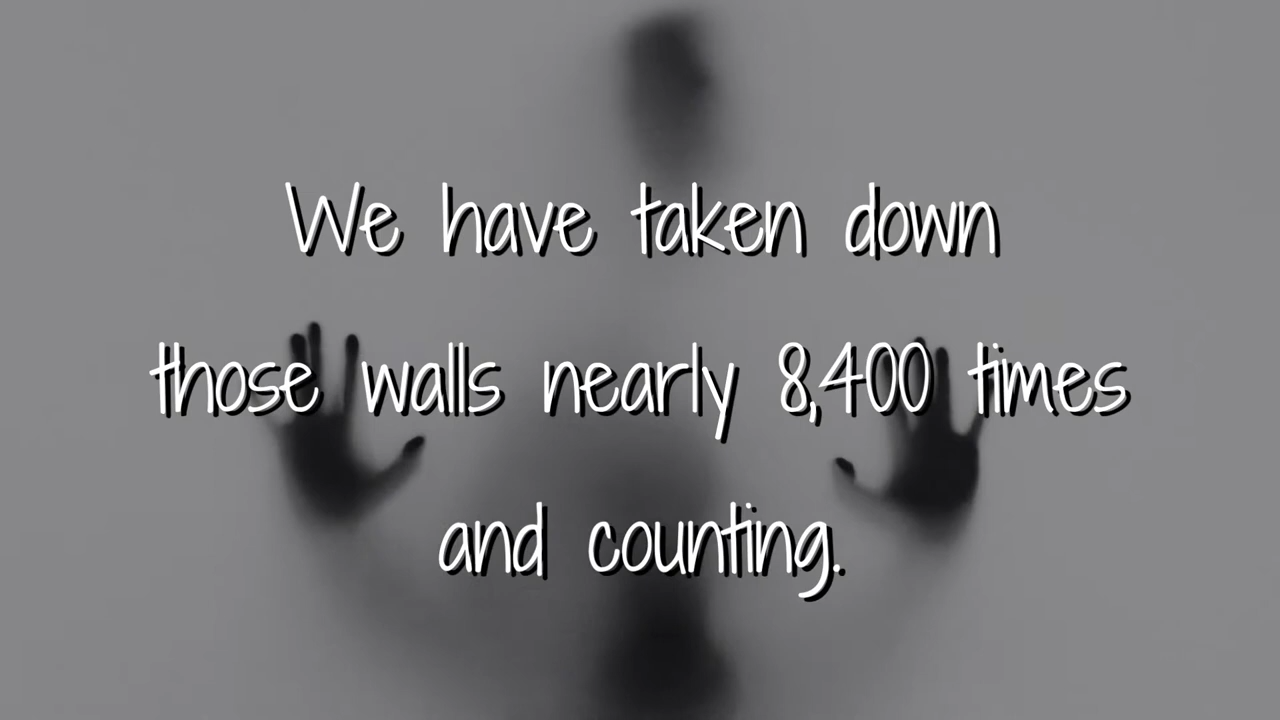 We have taken down
those walls nearly 8,400 times
and counting.